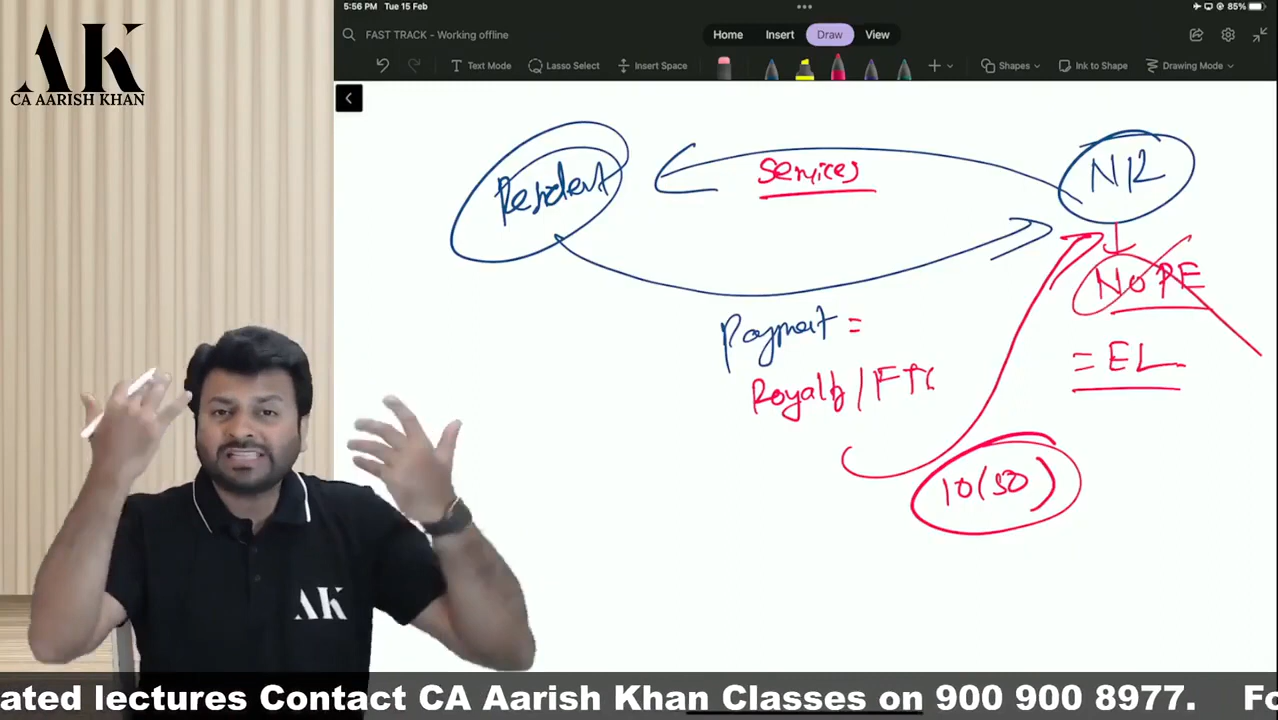 5:56 PM Tue 15 Feb
85%
FAST TRACK - Working offline
Home Insert Draw View
Text Mode Lasso Select Insert Space
Shapes Ink to Shape Drawing Mode
AK
CA AARISH KHAN
Resident
Services
NR
No PE
= EL
Payment =
Royalty / FTS
10(50)
AK
ated lectures Contact CA Aarish Khan Classes on 900 900 8977. Fo